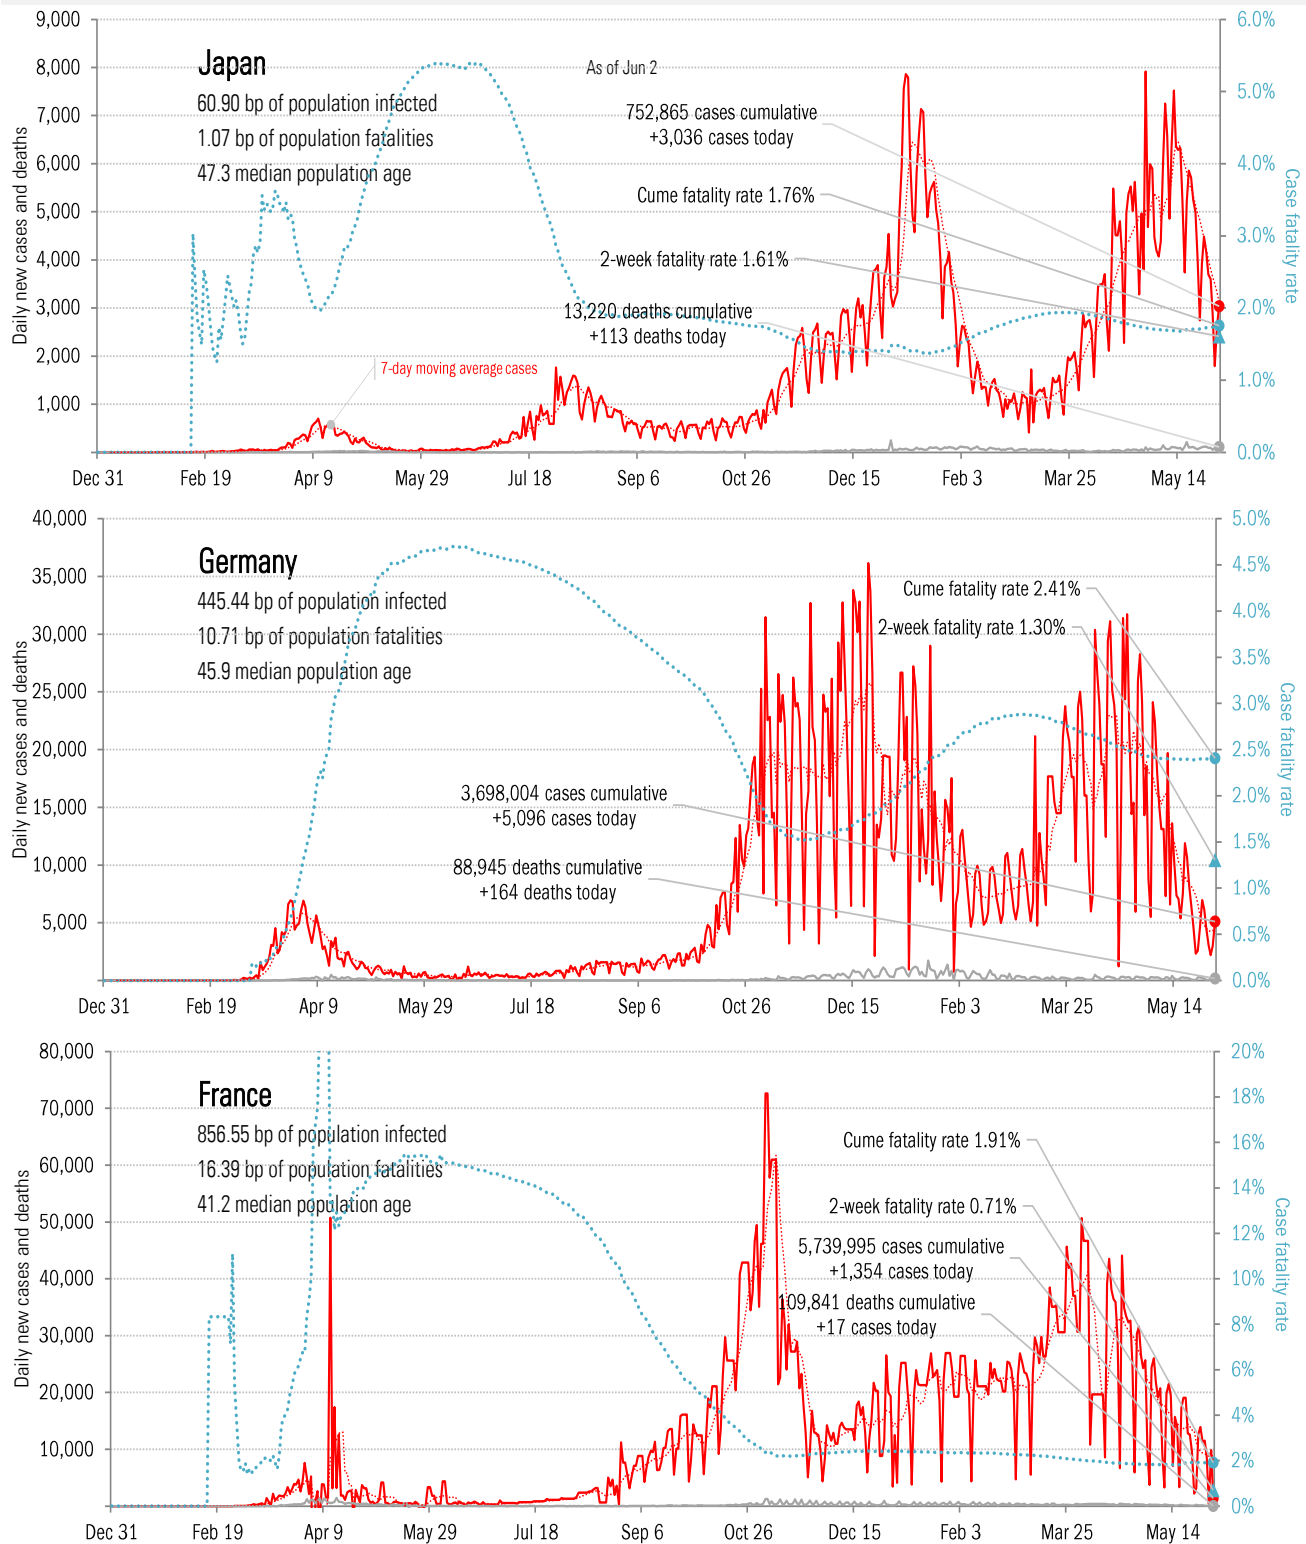 9,000
8,000
7,000
6,000
5,000
4,000
3,000
2,000
1,000
Daily new cases and deaths
Japan
60.90 bp of population infected
1.07 bp of population fatalities
47.3 median population age
As of Jun 2
752,865 cases cumulative
+3,036 cases today
Cume fatality rate 1.76%
2-week fatality rate 1.61%
13,220 deaths cumulative
+113 deaths today
7-day moving average cases
6.0%
5.0%
4.0%
3.0%
2.0%
1.0%
0.0%
Case fatality rate
Dec 31 Feb 19 Apr 9 May 29 Jul 18 Sep 6 Oct 26 Dec 15 Feb 3 Mar 25 May 14
40,000
35,000
30,000
25,000
20,000
15,000
10,000
5,000
Daily new cases and deaths
Germany
445.44 bp of population infected
10.71 bp of population fatalities
45.9 median population age
Cume fatality rate 2.41%
2-week fatality rate 1.30%
3,698,004 cases cumulative
+5,096 cases today
88,945 deaths cumulative
+164 deaths today
5.0%
4.5%
4.0%
3.5%
3.0%
2.5%
2.0%
1.5%
1.0%
0.5%
0.0%
Case fatality rate
Dec 31 Feb 19 Apr 9 May 29 Jul 18 Sep 6 Oct 26 Dec 15 Feb 3 Mar 25 May 14
80,000
70,000
60,000
50,000
40,000
30,000
20,000
10,000
Daily new cases and deaths
France
856.55 bp of population infected
16.39 bp of population fatalities
41.2 median population age
Cume fatality rate 1.91%
2-week fatality rate 0.71%
5,739,995 cases cumulative
+1,354 cases today
109,841 deaths cumulative
+17 cases today
20%
18%
16%
14%
12%
10%
8%
6%
4%
2%
0%
Case fatality rate
Dec 31 Feb 19 Apr 9 May 29 Jul 18 Sep 6 Oct 26 Dec 15 Feb 3 Mar 25 May 14